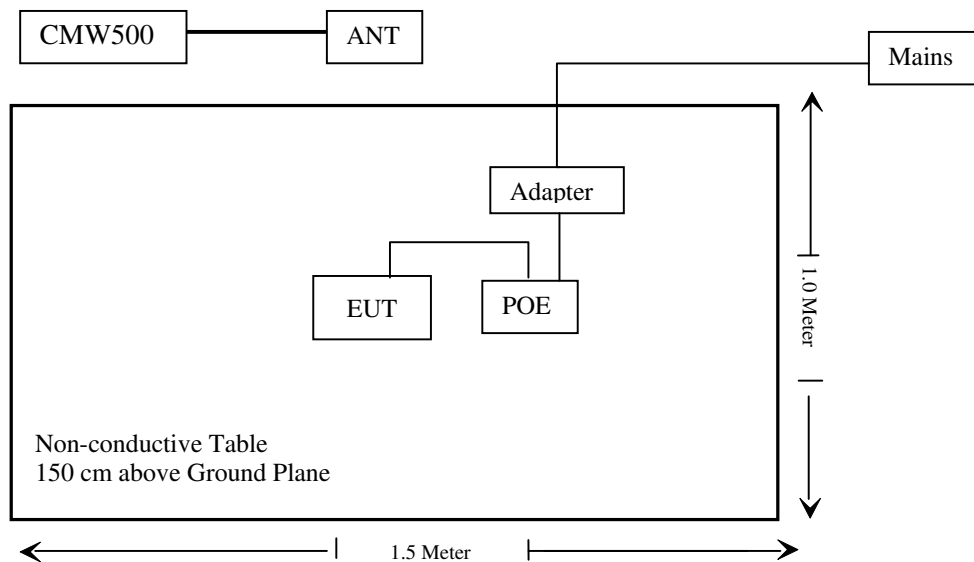 CMW500
ANT
Mains
Adapter
EUT
POE
1.0 Meter
Non-conductive Table
150 cm above Ground Plane
1.5 Meter